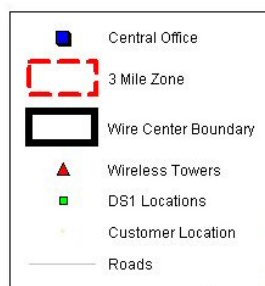 Central Office
3 Mile Zone
Wire Center Boundary
Wireless Towers
DS1 Locations
Customer Location
Roads